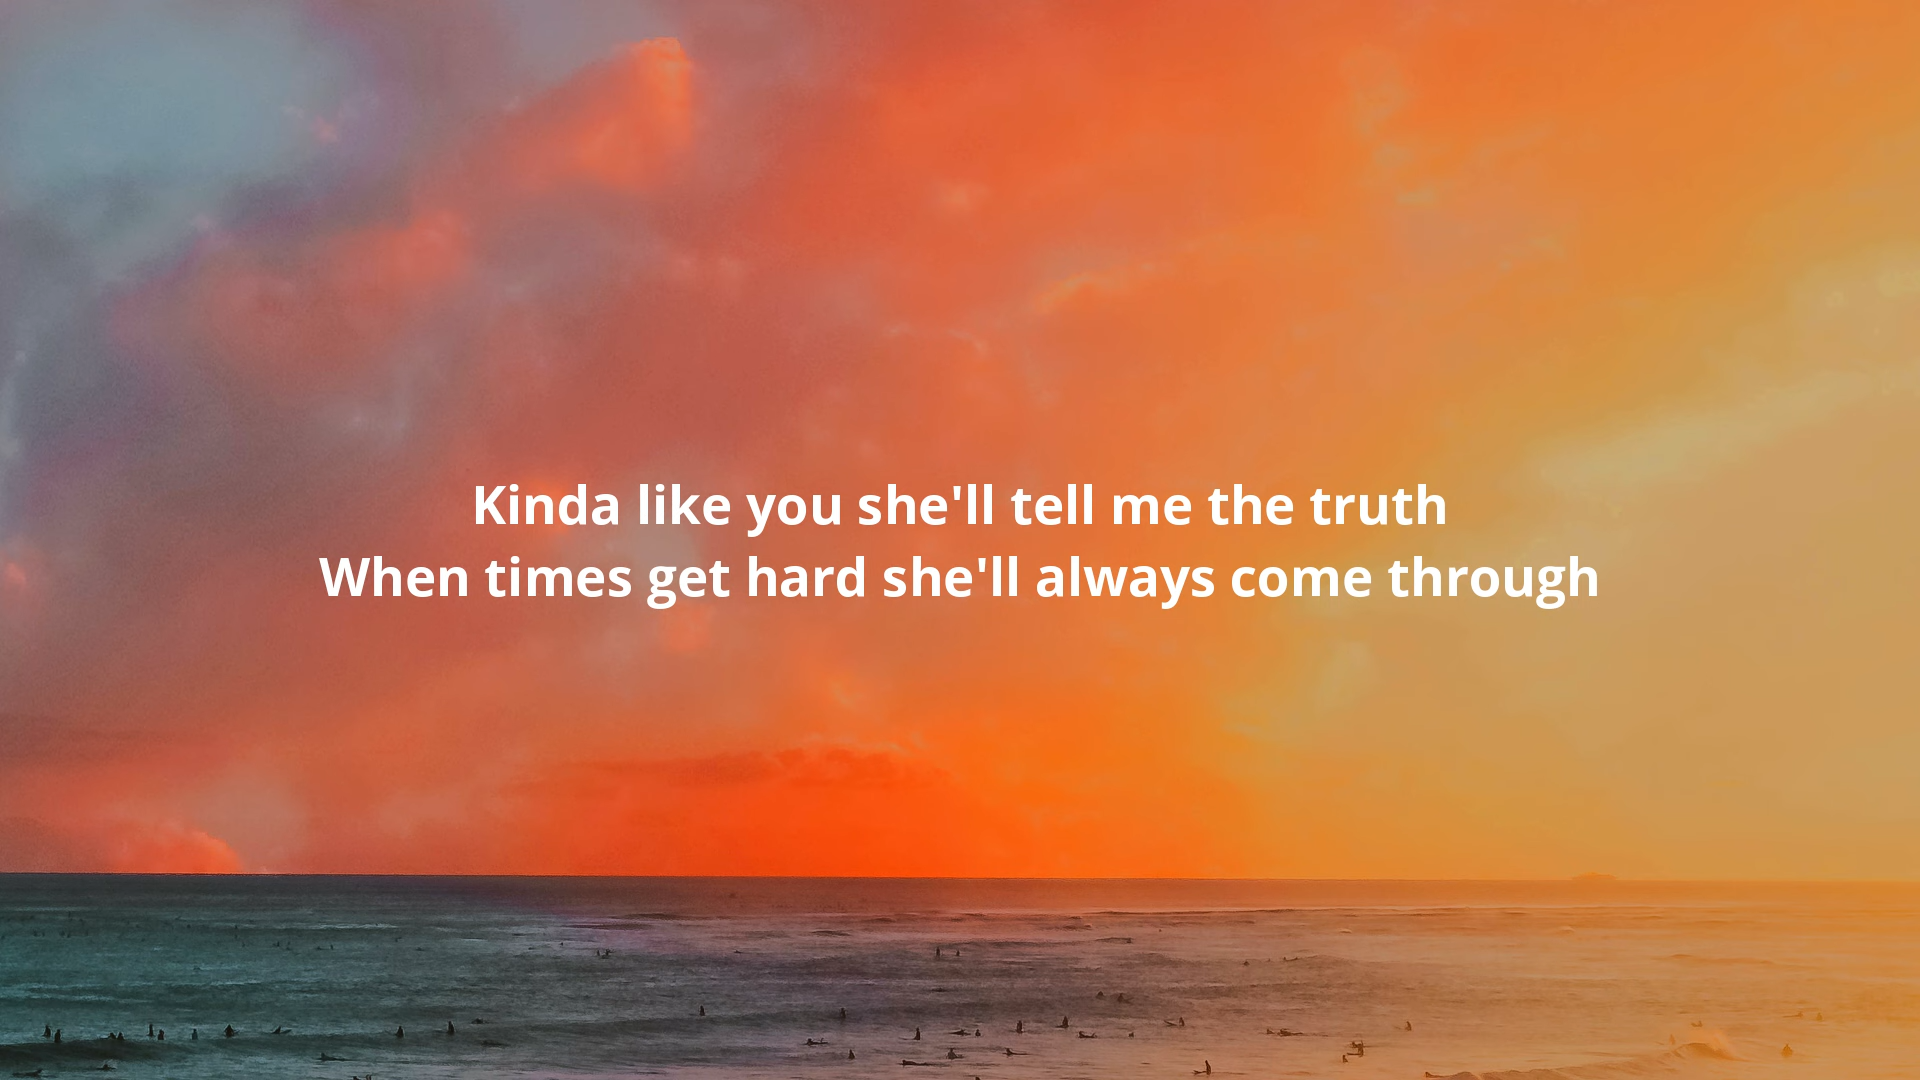 Kinda like you she'll tell me the truth
When times get hard she'll always come through